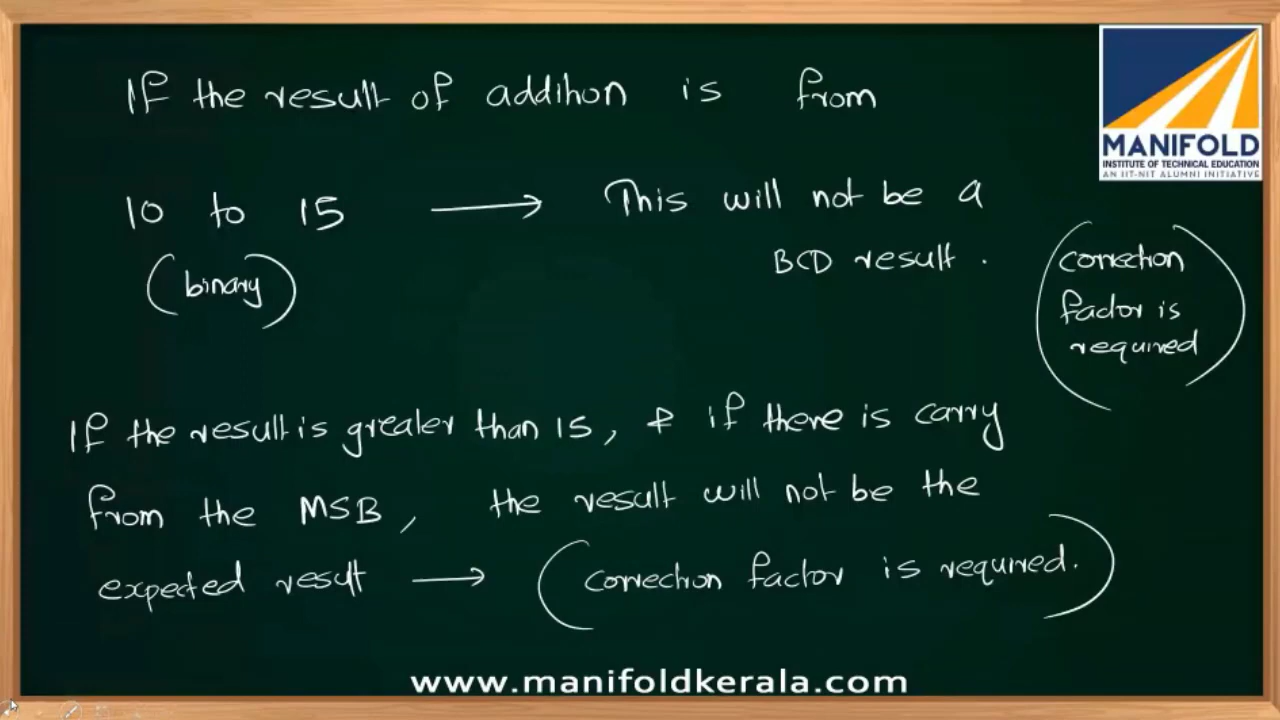 If the result of addition is from
10 to 15 → This will not be a
(binary)
BCD result.
(correction
factor is
required)
If the result is greater than 15, & if there is carry
from the MSB, the result will not be the
expected result → (correction factor is required.)
MANIFOLD
INSTITUTE OF TECHNICAL EDUCATION
AN IIT-NIT ALUMNI INITIATIVE
www.manifoldkerala.com